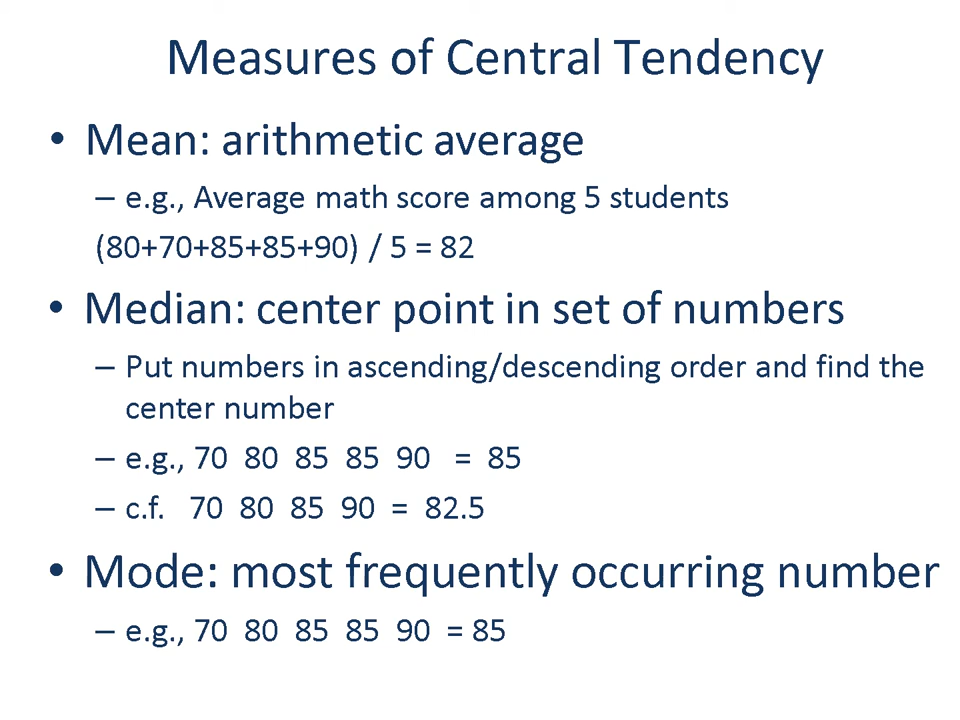 Measures of Central Tendency
• Mean: arithmetic average
– e.g., Average math score among 5 students
(80+70+85+85+90) / 5 = 82
• Median: center point in set of numbers
– Put numbers in ascending/descending order and find the
center number
– e.g., 70 80 85 85 90 = 85
– c.f. 70 80 85 90 = 82.5
• Mode: most frequently occurring number
– e.g., 70 80 85 85 90 = 85